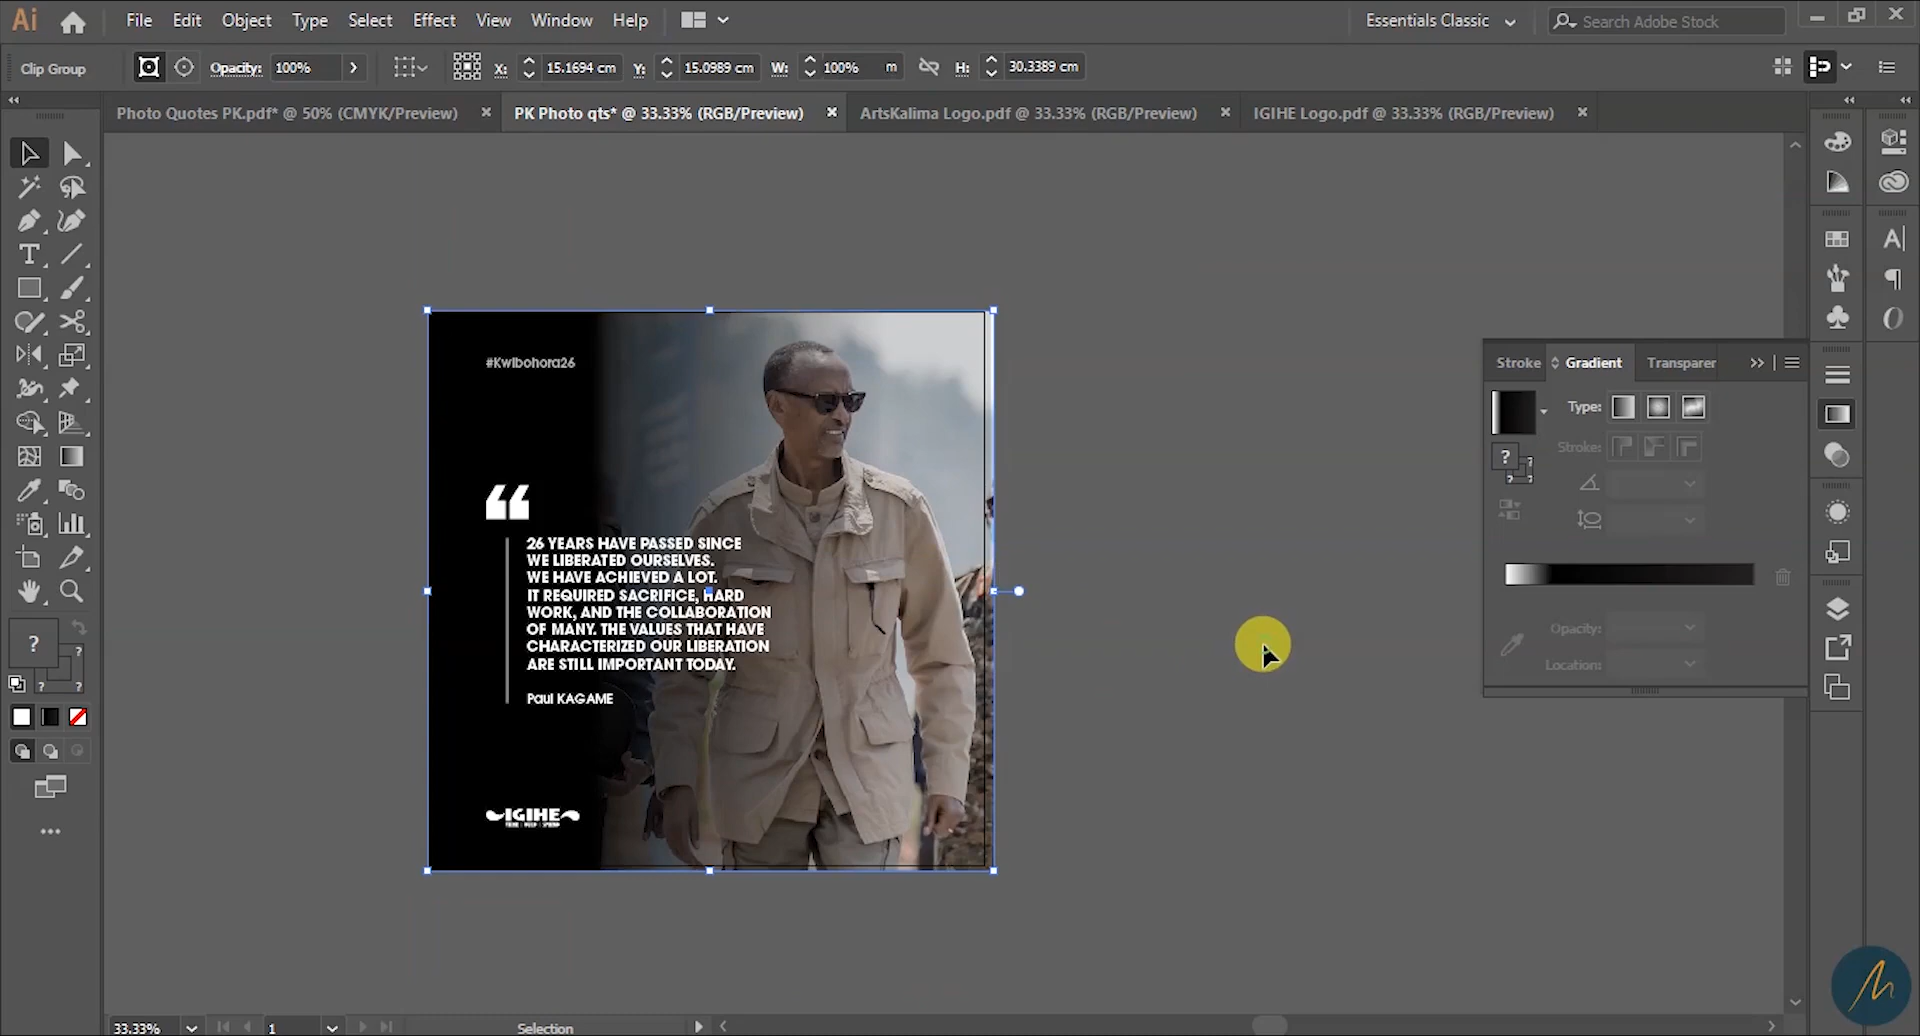 Ai File Edit Object Type Select Effect View Window Help Essentials Classic Search Adobe Stock
Clip Group Opacity: 100% X: 15.1694 cm Y: 15.0989 cm W: 100% m H: 30.3389 cm
Photo Quotes PK.pdf* @ 50% (CMYK/Preview) PK Photo qts* @ 33.33% (RGB/Preview) ArtsKalima Logo.pdf @ 33.33% (RGB/Preview) IGIHE Logo.pdf @ 33.33% (RGB/Preview)
#Kwibohora26
26 YEARS HAVE PASSED SINCE
WE LIBERATED OURSELVES.
WE HAVE ACHIEVED A LOT.
IT REQUIRED SACRIFICE, HARD
WORK, AND THE COLLABORATION
OF MANY. THE VALUES THAT HAVE
CHARACTERIZED OUR LIBERATION
ARE STILL IMPORTANT TODAY.
Paul KAGAME
IGIHE
Stroke Gradient Transparer
Type:
Stroke:
Opacity:
Location:
33.33% 1 Selection